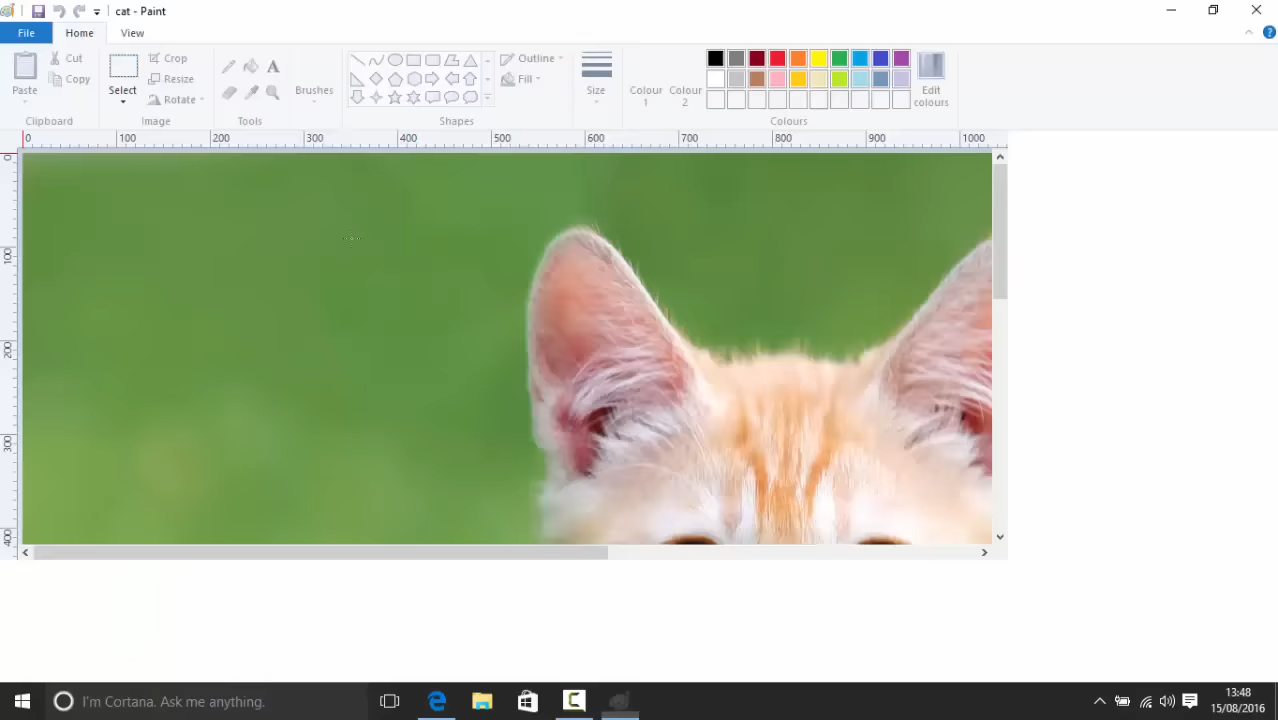 cat - Paint
File Home View
Paste Cut Copy
Clipboard
Select Crop Resize Rotate
Image
Tools
Brushes
Outline Fill
Shapes
Size
Colour 1
Colour 2
Edit colours
Colours
0 100 200 300 400 500 600 700 800 900 1000
0
100
200
300
400
I'm Cortana. Ask me anything.
13:48
15/08/2016